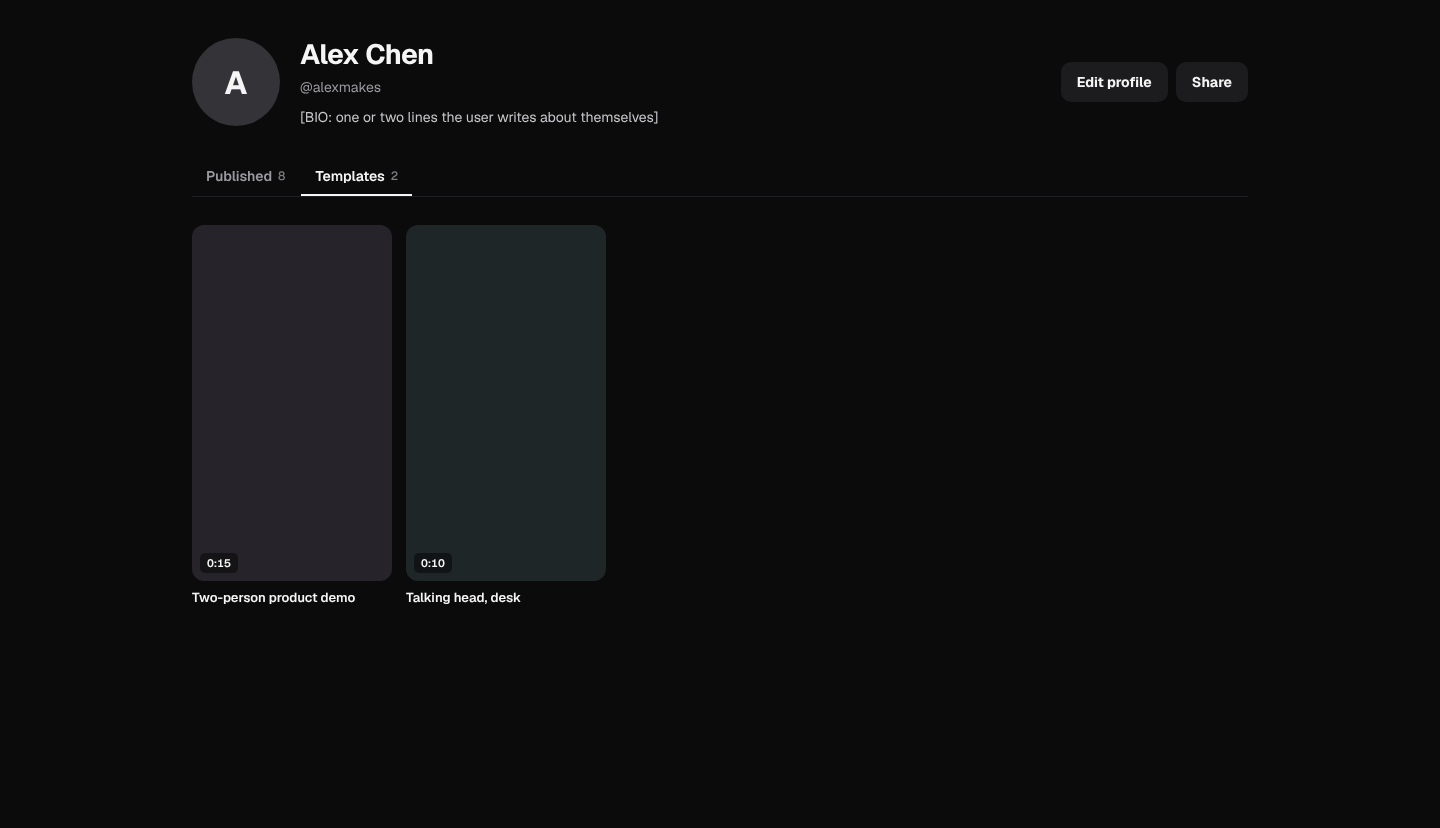 A
Alex Chen
@alexmakes
[BIO: one or two lines the user writes about themselves]
Edit profile
Share
Published 8
Templates 2
0:15
0:10
Two-person product demo
Talking head, desk